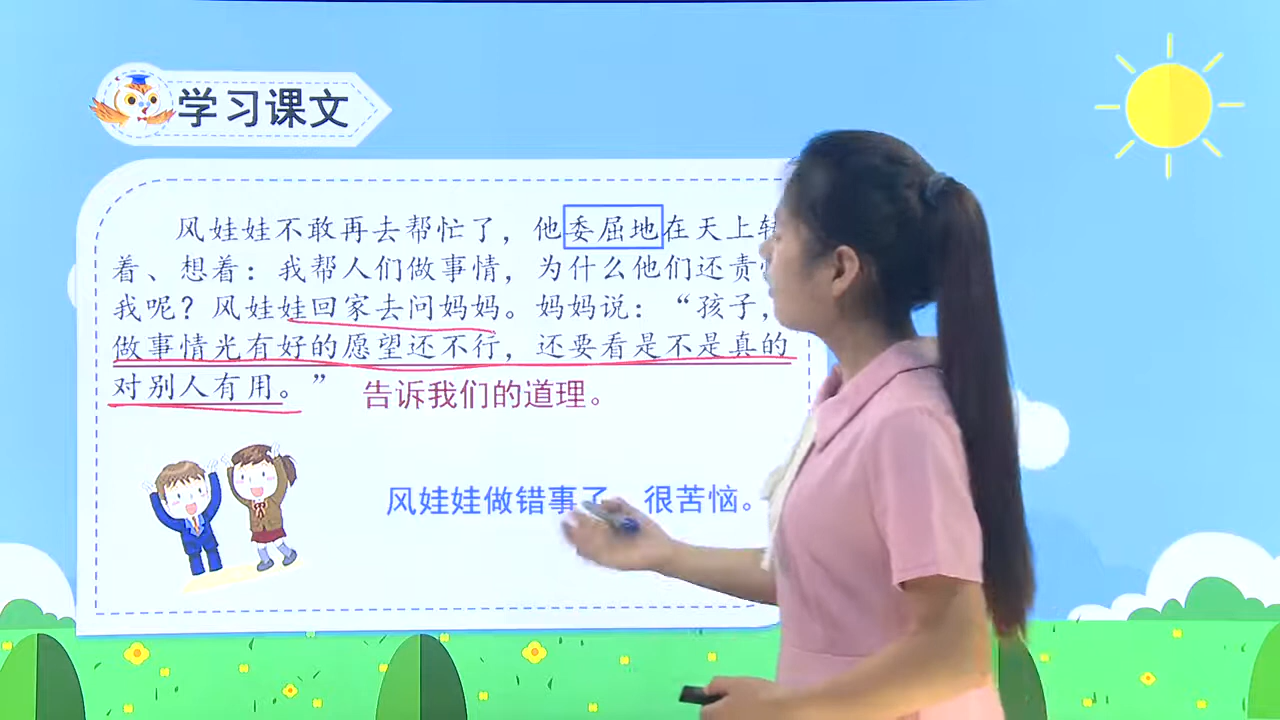 学习课文
风娃娃不敢再去帮忙了，他委屈地在天上转
着、想着：我帮人们做事情，为什么他们还责
我呢？风娃娃回家去问妈妈。妈妈说：“孩子，
做事情光有好的愿望还不行，还要看是不是真的
对别人有用。”
告诉我们的道理。
风娃娃做错事了 很苦恼。